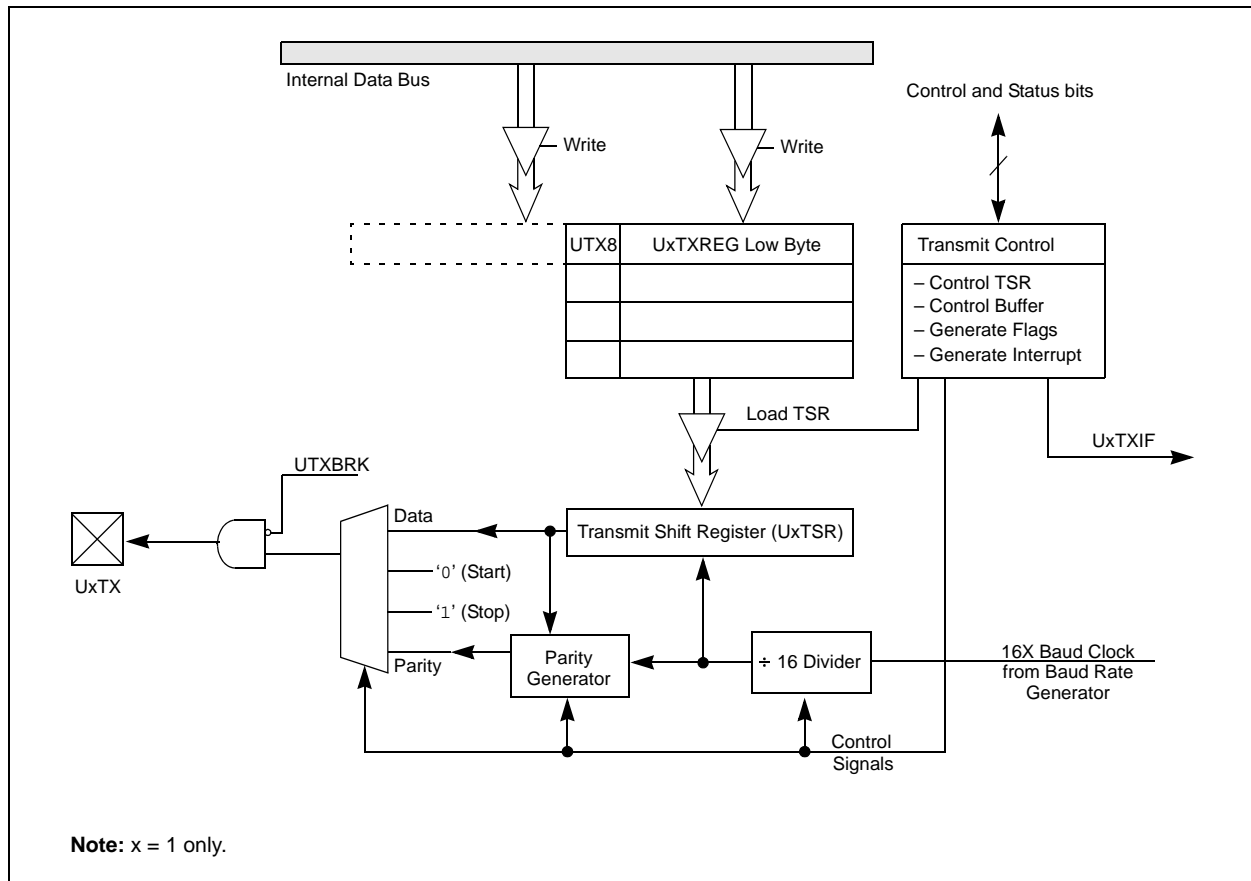 Internal Data Bus
Control and Status bits
Write
Write
UTX8
UxTXREG Low Byte
Transmit Control
– Control TSR
– Control Buffer
– Generate Flags
– Generate Interrupt
Load TSR
UxTXIF
UTXBRK
Data
Transmit Shift Register (UxTSR)
UxTX
‘0’ (Start)
‘1’ (Stop)
Parity
Parity
Generator
÷ 16 Divider
16X Baud Clock
from Baud Rate
Generator
Control
Signals
Note: x = 1 only.